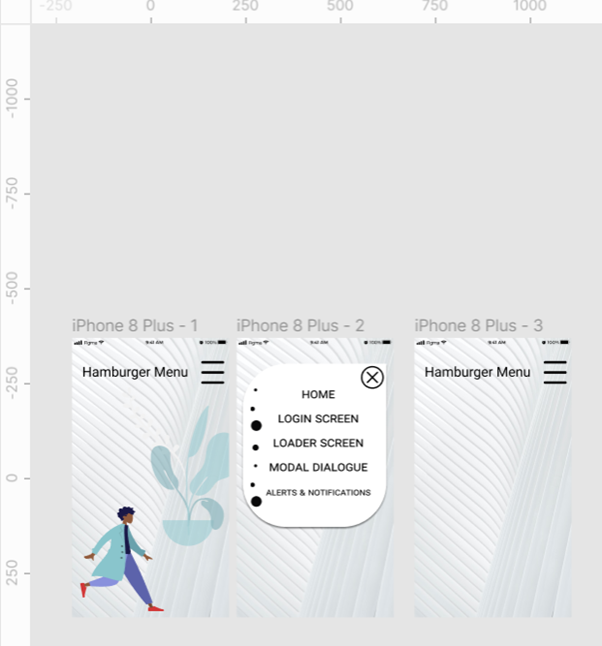 -250 0 250 500 750 1000
-1000
-750
-500
-250
0
250
iPhone 8 Plus - 1
iPhone 8 Plus - 2
iPhone 8 Plus - 3
Figma 9:41 AM 100%
Figma 9:41 AM 100%
Figma 9:41 AM 100%
Hamburger Menu
HOME
LOGIN SCREEN
LOADER SCREEN
MODAL DIALOGUE
ALERTS & NOTIFICATIONS
Hamburger Menu